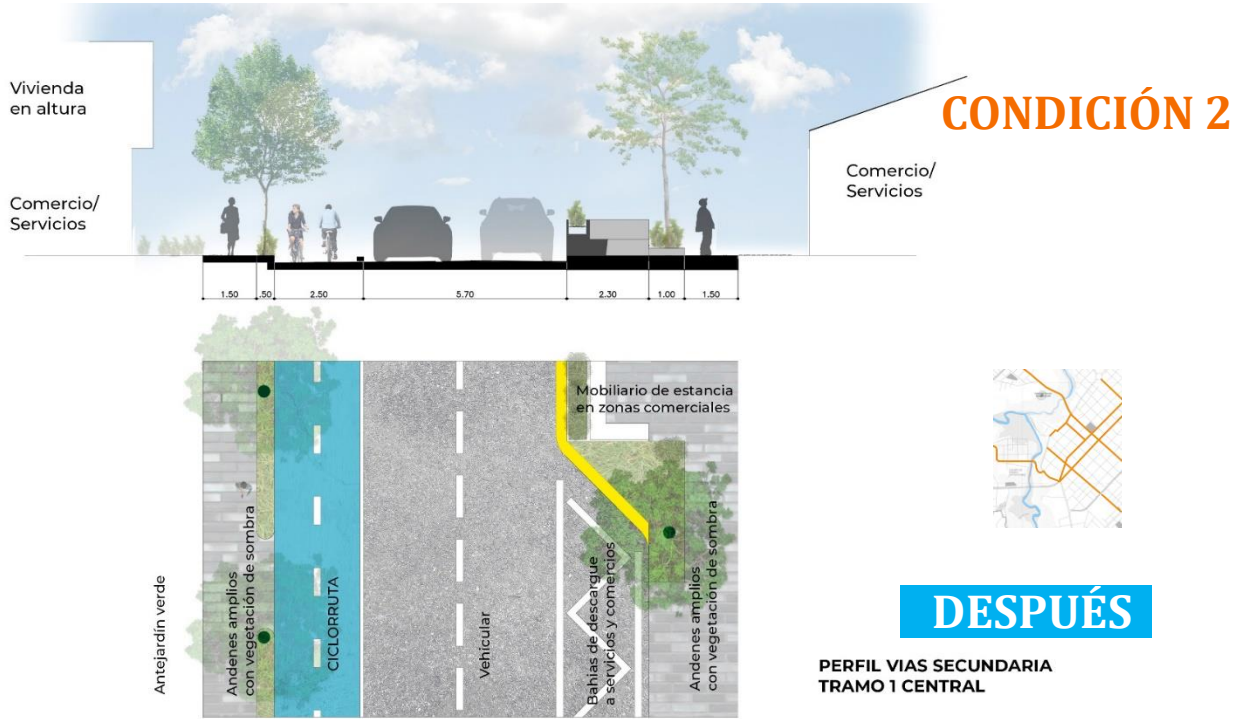 Vivienda
en altura
CONDICIÓN 2
Comercio/
Servicios
Comercio/
Servicios
1.50 .50 2.50 5.70 2.30 1.00 1.50
Mobiliario de estancia
en zonas comerciales
Antejardín verde
Andenes amplios
con vegetación de sombra
CICLORRUTA
Vehicular
Bahías de descargue
a servicios y comercios
Andenes amplios
con vegetación de sombra
DESPUÉS
PERFIL VIAS SECUNDARIA
TRAMO 1 CENTRAL